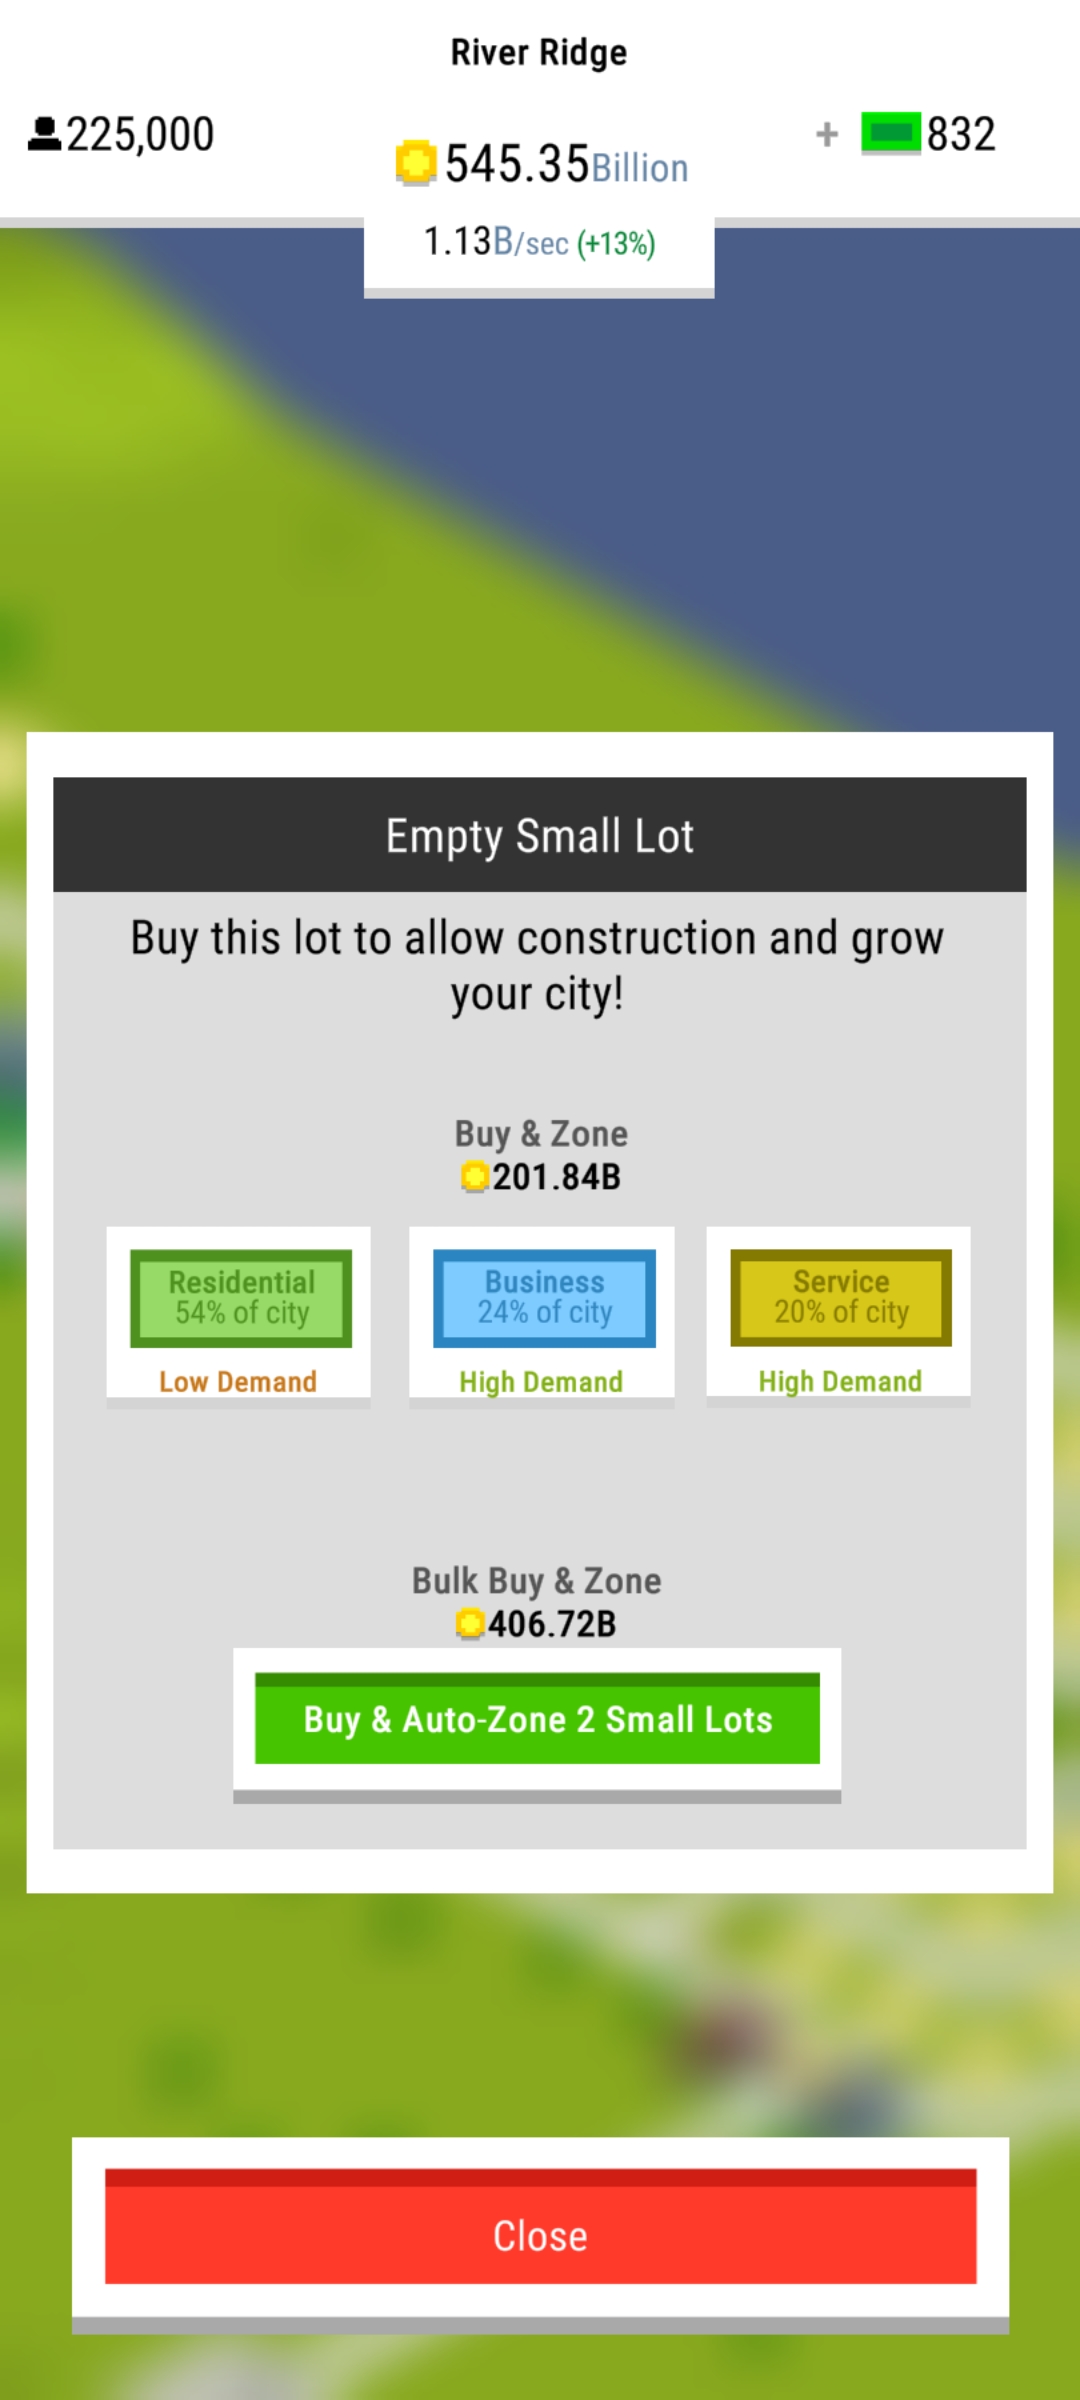 River Ridge
225,000
545.35Billion
+ 832
1.13B/sec (+13%)
Empty Small Lot
Buy this lot to allow construction and grow
your city!
Buy & Zone
201.84B
Residential
54% of city
Low Demand
Business
24% of city
High Demand
Service
20% of city
High Demand
Bulk Buy & Zone
406.72B
Buy & Auto-Zone 2 Small Lots
Close